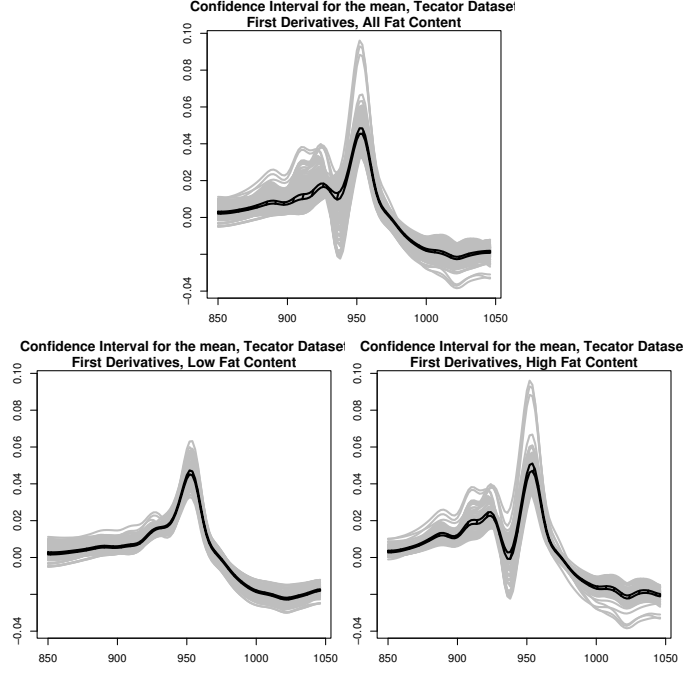 Confidence Interval for the mean, Tecator Dataset
First Derivatives, All Fat Content
0.10
0.08
0.06
0.04
0.02
0.00
−0.04
850 900 950 1000 1050
Confidence Interval for the mean, Tecator Dataset
First Derivatives, Low Fat Content
0.10
0.08
0.06
0.04
0.02
0.00
−0.04
850 900 950 1000 1050
Confidence Interval for the mean, Tecator Datase
First Derivatives, High Fat Content
0.10
0.08
0.06
0.04
0.02
0.00
−0.04
850 900 950 1000 1050